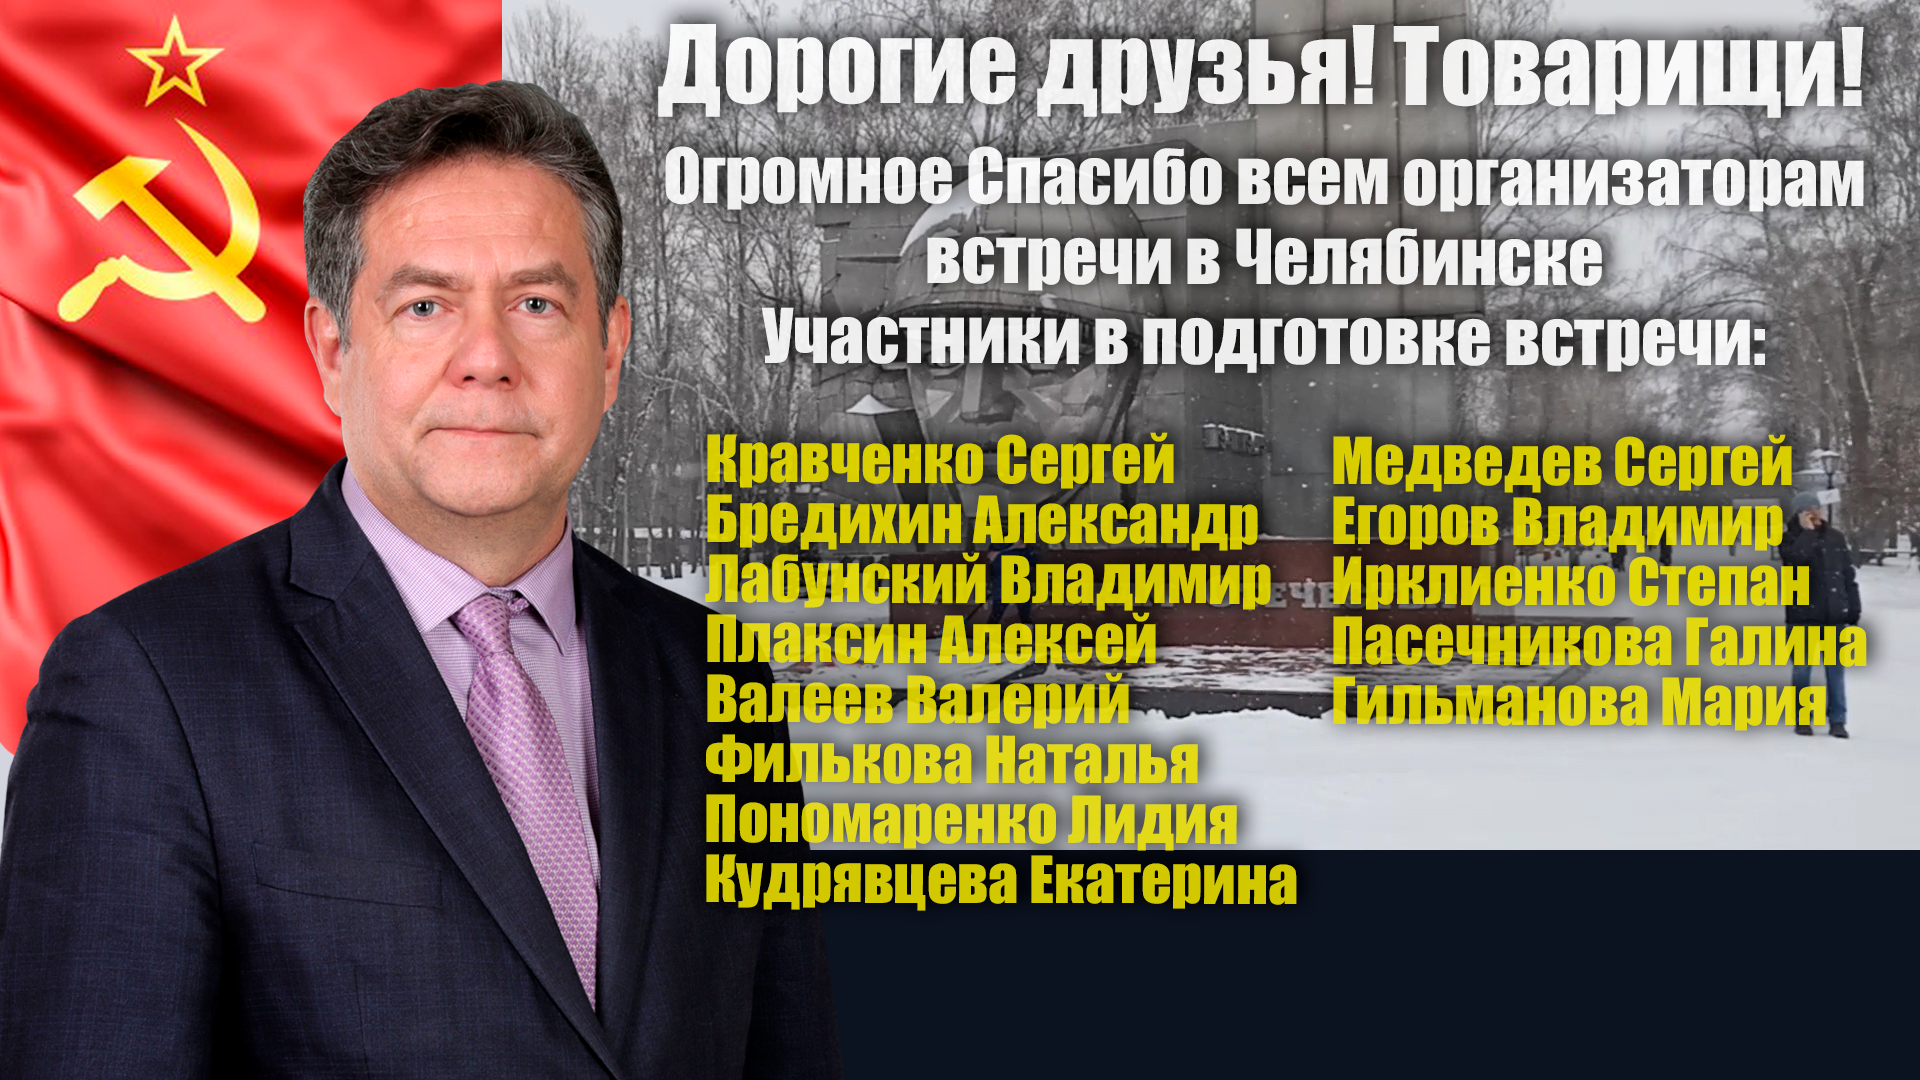 Дорогие друзья! Товарищи!
Огромное Спасибо всем организаторам
встречи в Челябинске
Участники в подготовке встречи:
Кравченко Сергей
Бредихин Александр
Лабунский Владимир
Плаксин Алексей
Валеев Валерий
Филькова Наталья
Пономаренко Лидия
Кудрявцева Екатерина
Медведев Сергей
Егоров Владимир
Ирклиенко Степан
Пасечникова Галина
Гильманова Мария